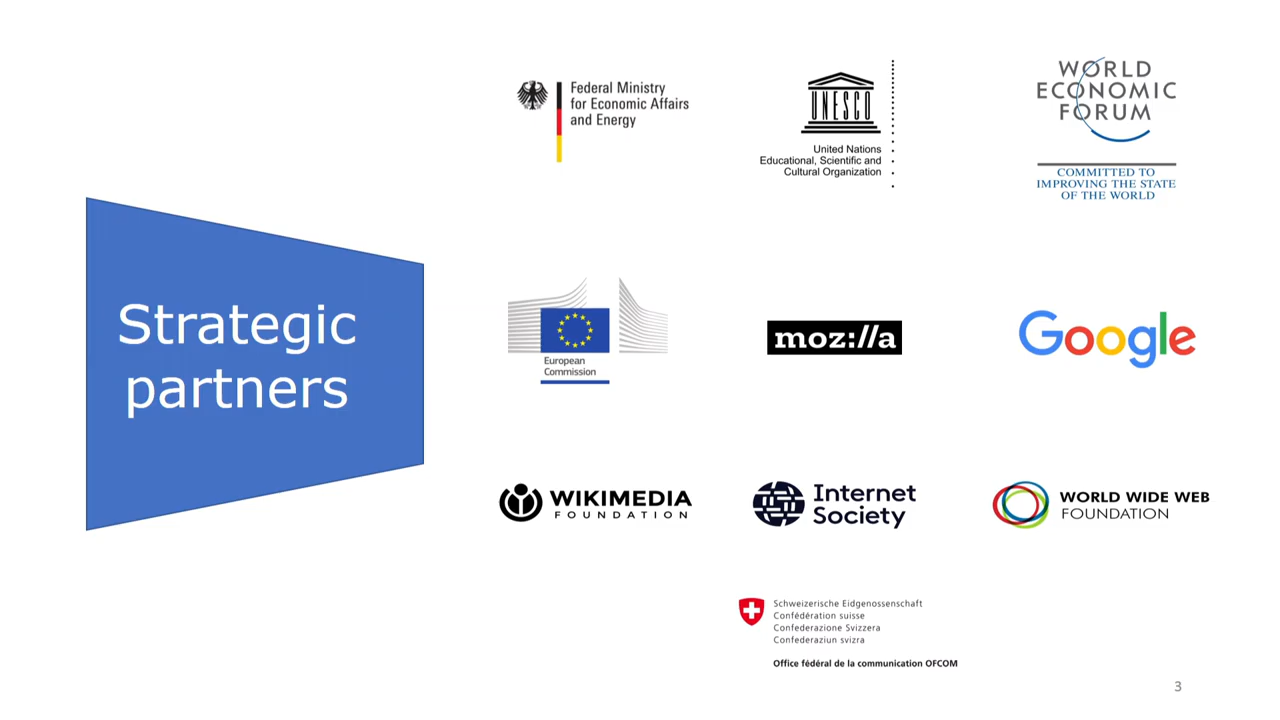 Strategic
partners
Federal Ministry
for Economic Affairs
and Energy
UNESCO
United Nations
Educational, Scientific and
Cultural Organization
WORLD
ECONOMIC
FORUM
COMMITTED TO
IMPROVING THE STATE
OF THE WORLD
European
Commission
moz://a
Google
WIKIMEDIA
FOUNDATION
Internet
Society
WORLD WIDE WEB
FOUNDATION
Schweizerische Eidgenossenschaft
Confédération suisse
Confederazione Svizzera
Confederaziun svizra
Office fédéral de la communication OFCOM
3